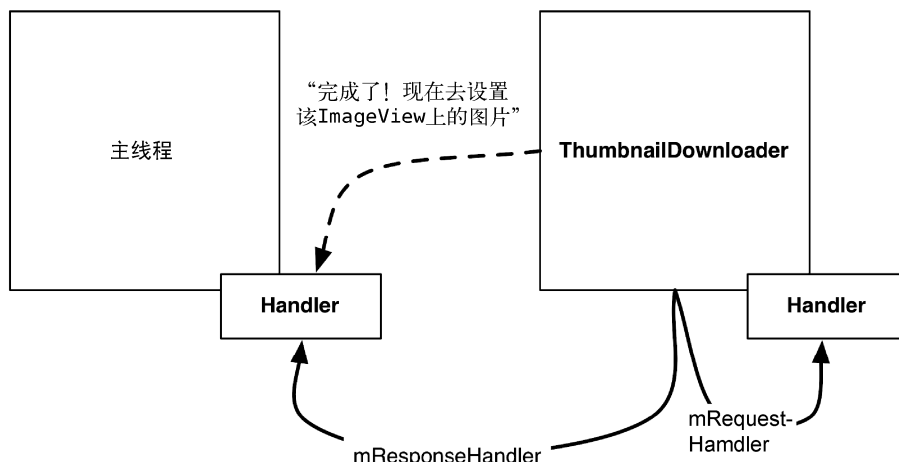 “完成了！现在去设置
该ImageView上的图片”
主线程
ThumbnailDownloader
Handler
Handler
mRequest-
Hamdler
mResponseHandler